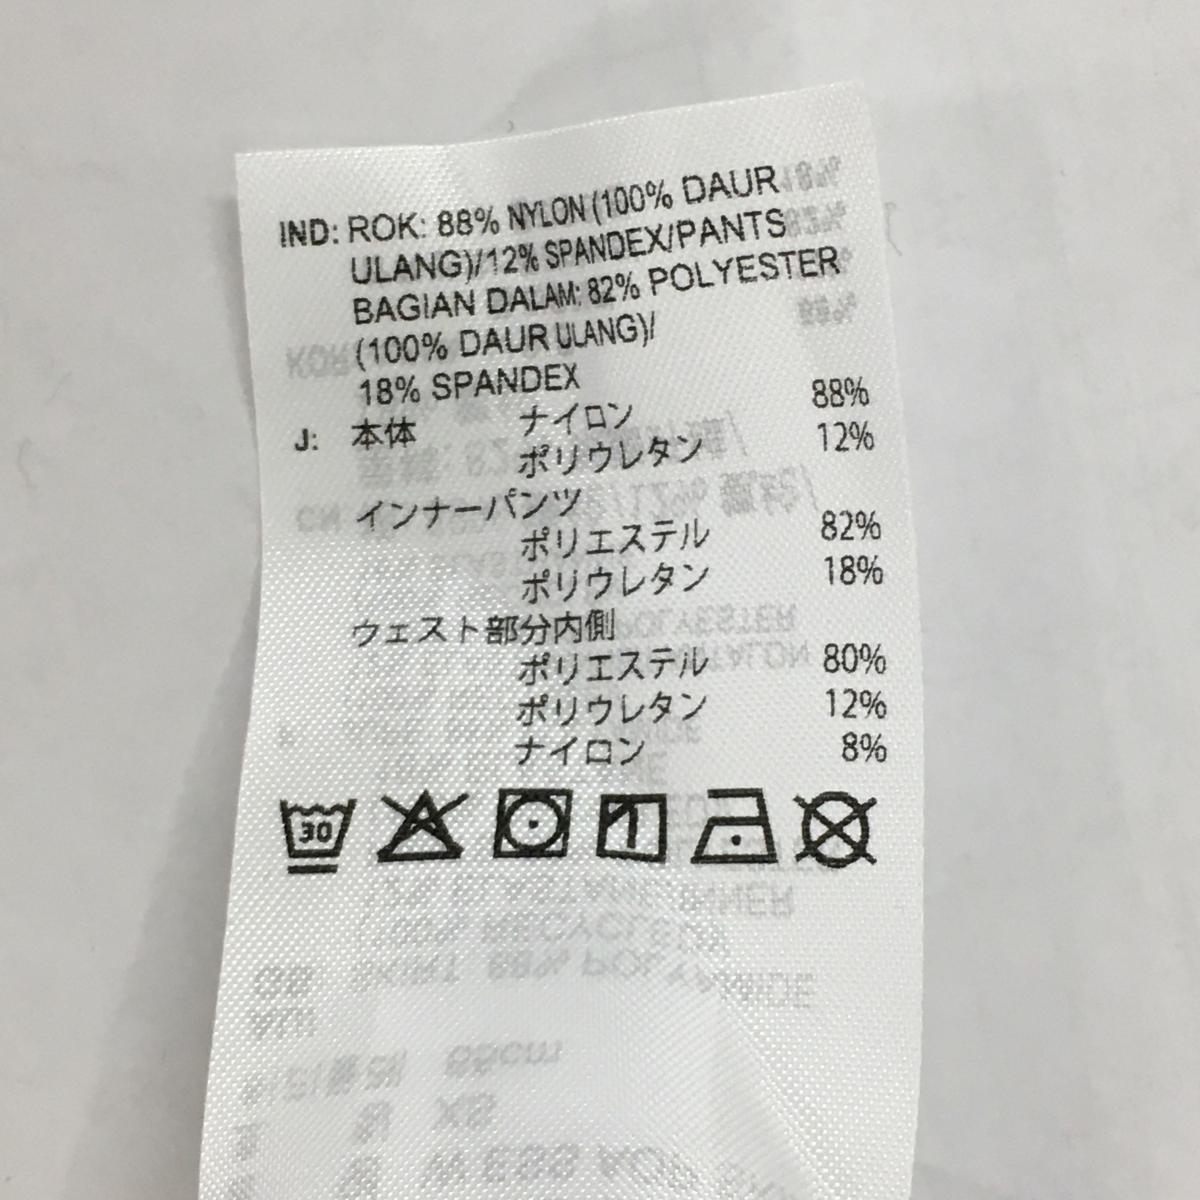 IND: ROK: 88% NYLON (100% DAUR
ULANG)/12% SPANDEX/PANTS
BAGIAN DALAM: 82% POLYESTER
(100% DAUR ULANG)/
18% SPANDEX
J: 本体 ナイロン 88%
ポリウレタン 12%
インナーパンツ
ポリエステル 82%
ポリウレタン 18%
ウェスト部分内側
ポリエステル 80%
ポリウレタン 12%
ナイロン 8%
30